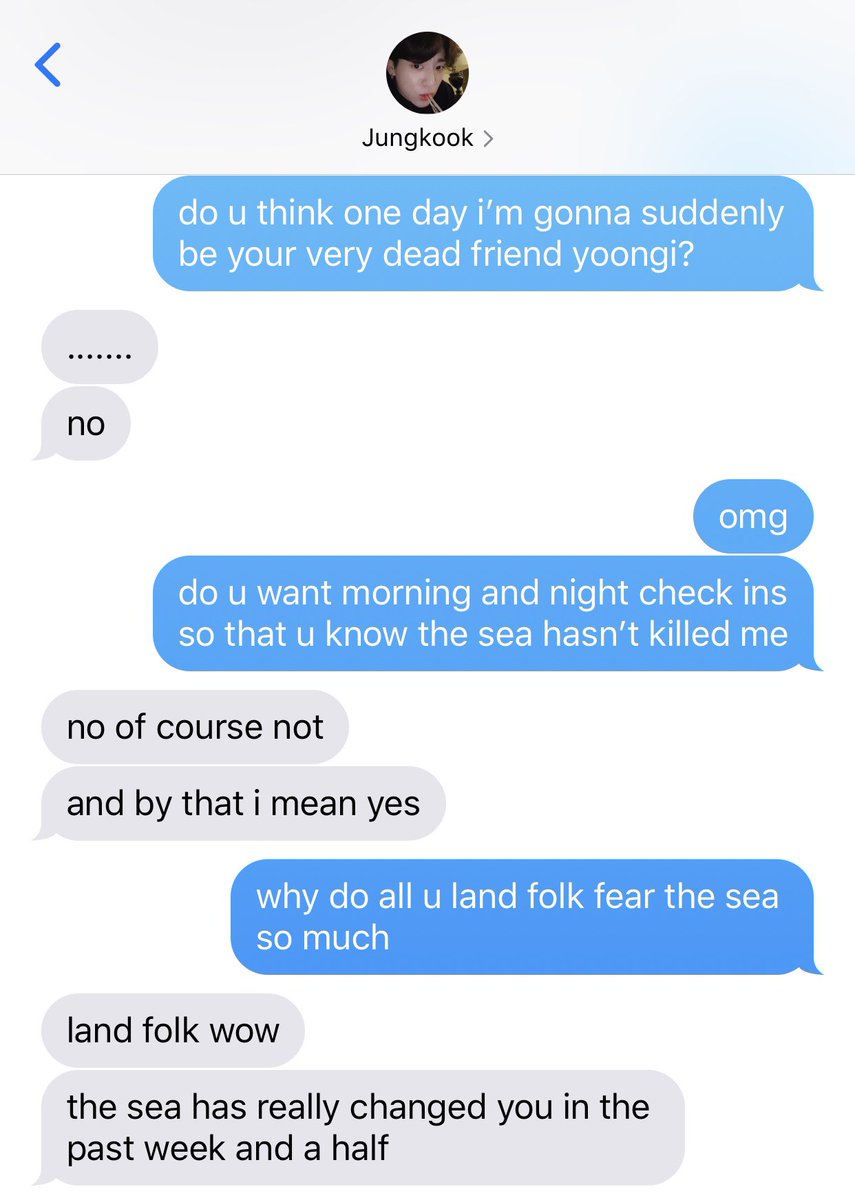 Jungkook
do u think one day i’m gonna suddenly
be your very dead friend yoongi?
.......
no
omg
do u want morning and night check ins
so that u know the sea hasn’t killed me
no of course not
and by that i mean yes
why do all u land folk fear the sea
so much
land folk wow
the sea has really changed you in the
past week and a half